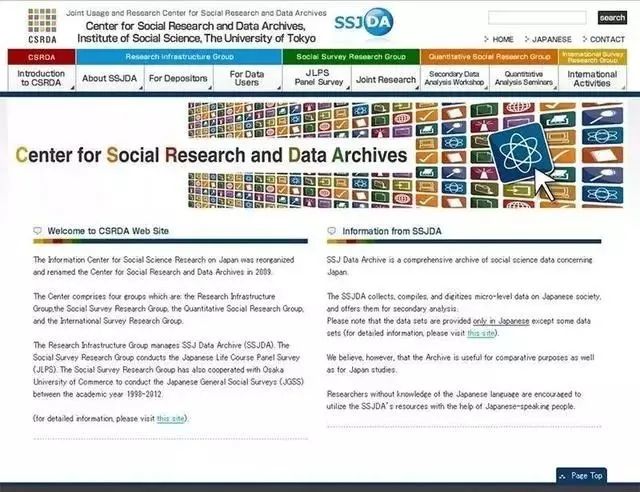 Joint Usage and Research Center for Social Research and Data Archives
Center for Social Research and Data Archives,
Institute of Social Science, The University of Tokyo
CSRDA
SSJDA
search
HOME
JAPANESE
CONTACT
CSRDA
Research Infrastructure Group
Social Survey Research Group
Quantitative Social Research Group
International Survey
Research Group
Introduction
to CSRDA
About SSJDA
For Depositors
For Data
Users
JLPS
Panel Survey
Joint Research
Secondary Data
Analysis Workshop
Quantitative
Analysis Seminars
International
Activities
Center for Social Research and Data Archives
Welcome to CSRDA Web Site
The Information Center for Social Science Research on Japan was reorganized
and renamed the Center for Social Research and Data Archives in 2009.
The Center comprises four groups which are: the Research Infrastructure
Group,the Social Survey Research Group, the Quantitative Social Research Group,
and the International Survey Research Group.
The Research Infrastructure Group manages SSJ Data Archive (SSJDA). The
Social Survey Research Group conducts the Japanese Life Course Panel Survey
(JLPS). The Social Survey Research Group has also cooperated with Osaka
University of Commerce to conduct the Japanese General Social Surveys (JGSS)
between the academic year 1998-2012.
(for detailed information, please visit this site).
Information from SSJDA
SSJ Data Archive is a comprehensive archive of social science data concerning
Japan.
The SSJDA collects, compiles, and digitizes micro-level data on Japanese society,
and offers them for secondary analysis.
Please note that the data sets are provided only in Japanese except some data
sets (for detailed information, please visit this site).
We believe, however, that the Archive is useful for comparative purposes as well
as for Japan studies.
Researchers without knowledge of the Japanese language are encouraged to
utilize the SSJDA's resources with the help of Japanese-speaking people.
Page Top